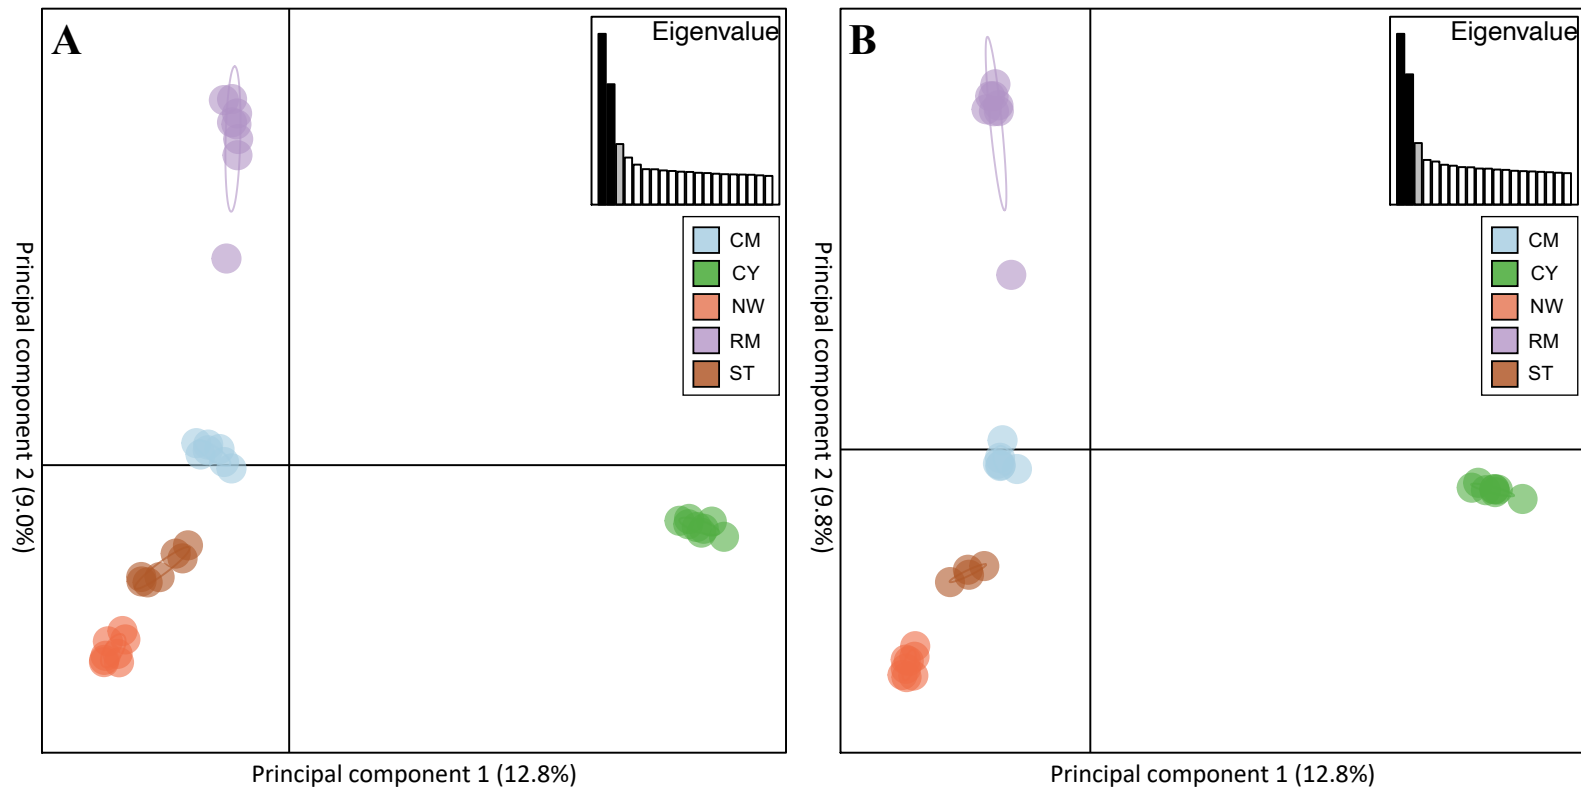 A
Eigenvalue
CM
CY
NW
RM
ST
Principal component 2 (9.0%)
Principal component 1 (12.8%)
B
Eigenvalue
CM
CY
NW
RM
ST
Principal component 2 (9.8%)
Principal component 1 (12.8%)